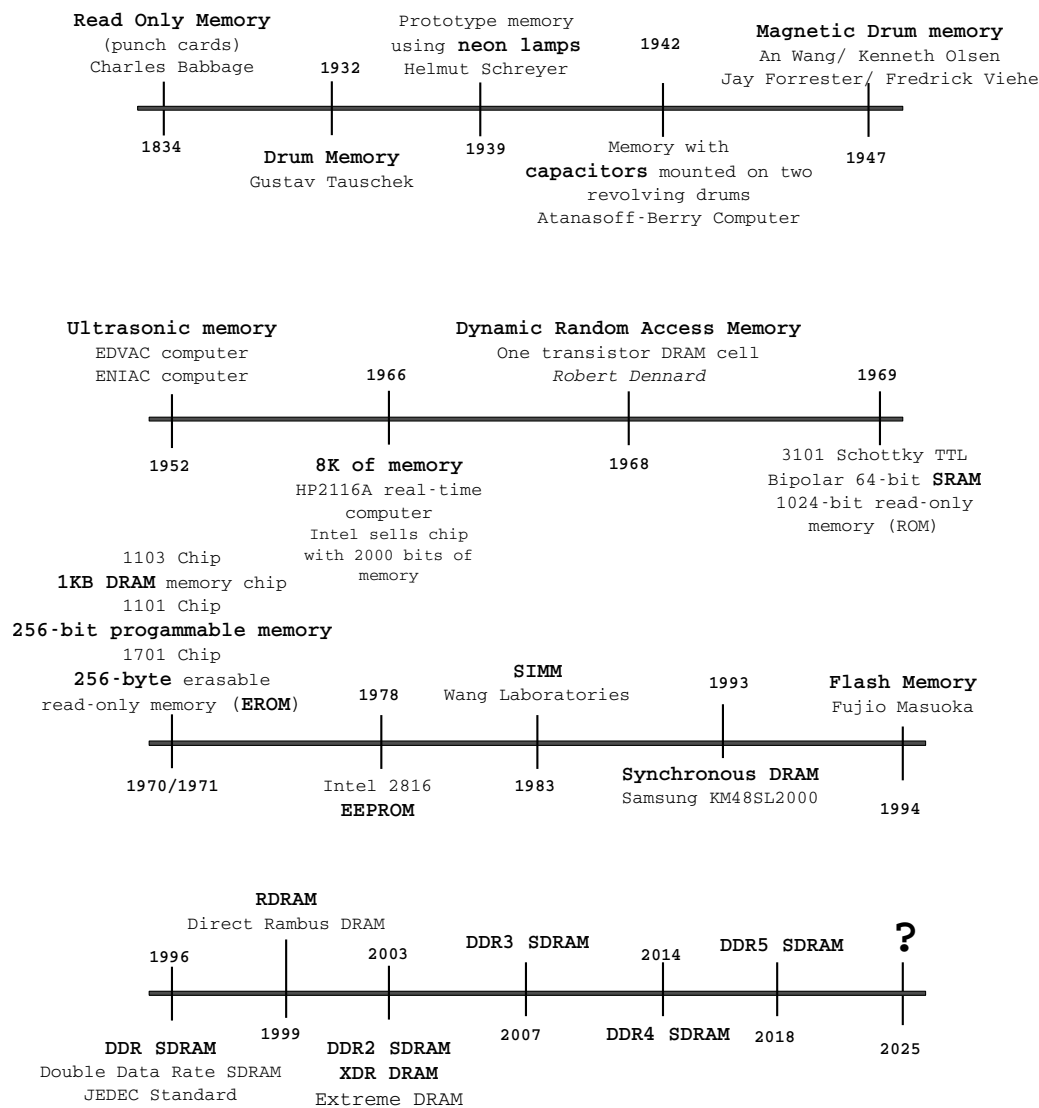 Read Only Memory
(punch cards)
Charles Babbage
1834
1932
Drum Memory
Gustav Tauschek
Prototype memory
using neon lamps
Helmut Schreyer
1939
1942
Memory with
capacitors mounted on two
revolving drums
Atanasoff-Berry Computer
Magnetic Drum memory
An Wang/ Kenneth Olsen
Jay Forrester/ Fredrick Viehe
1947
Ultrasonic memory
EDVAC computer
ENIAC computer
1952
1966
8K of memory
HP2116A real-time
computer
Intel sells chip
with 2000 bits of
memory
Dynamic Random Access Memory
One transistor DRAM cell
Robert Dennard
1968
1969
3101 Schottky TTL
Bipolar 64-bit SRAM
1024-bit read-only
memory (ROM)
1103 Chip
1KB DRAM memory chip
1101 Chip
256-bit progammable memory
1701 Chip
256-byte erasable
read-only memory (EROM)
1970/1971
1978
Intel 2816
EEPROM
SIMM
Wang Laboratories
1983
1993
Synchronous DRAM
Samsung KM48SL2000
Flash Memory
Fujio Masuoka
1994
1996
DDR SDRAM
Double Data Rate SDRAM
JEDEC Standard
RDRAM
Direct Rambus DRAM
1999
2003
DDR2 SDRAM
XDR DRAM
Extreme DRAM
DDR3 SDRAM
2007
2014
DDR4 SDRAM
DDR5 SDRAM
2018
?
2025